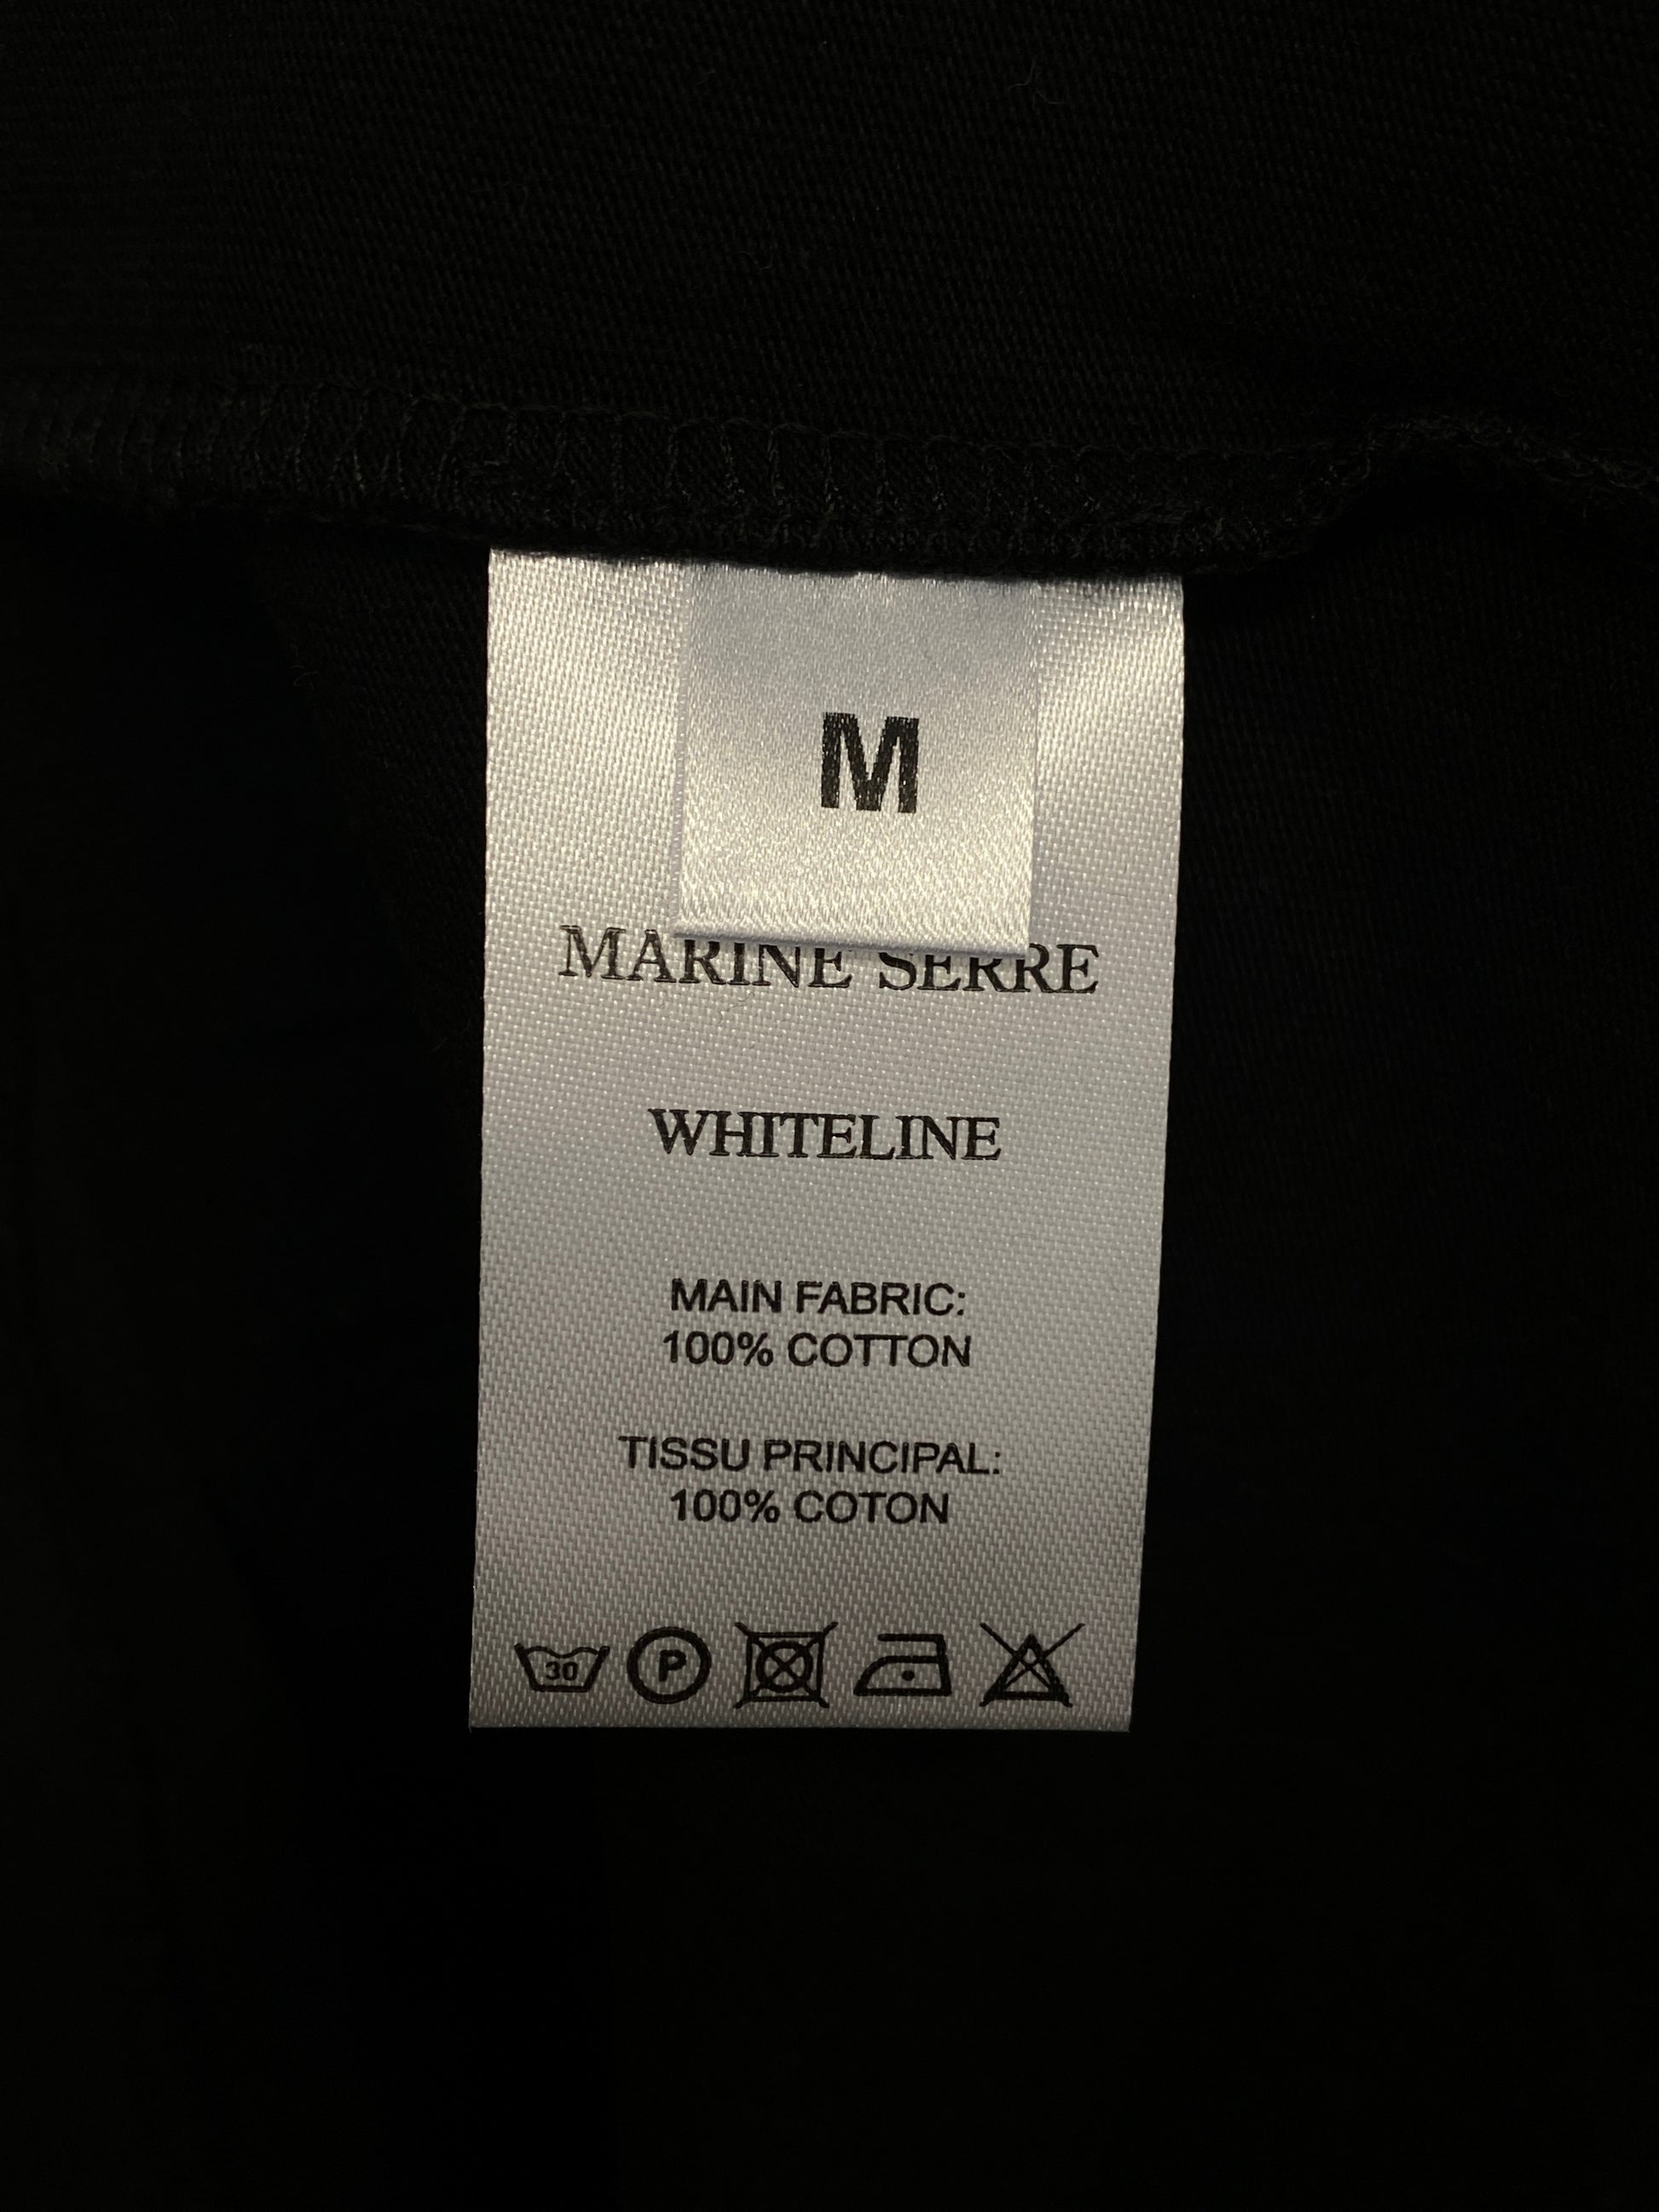 M
MARINE SERRE
WHITELINE
MAIN FABRIC:
100% COTTON
TISSU PRINCIPAL:
100% COTON
30 P